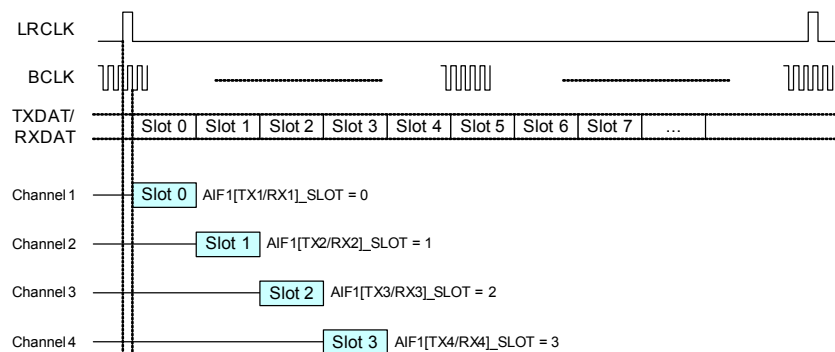 LRCLK
BCLK
TXDAT/
RXDAT
Slot 0 Slot 1 Slot 2 Slot 3 Slot 4 Slot 5 Slot 6 Slot 7 ...
Channel 1 Slot 0 AIF1[TX1/RX1]_SLOT = 0
Channel 2 Slot 1 AIF1[TX2/RX2]_SLOT = 1
Channel 3 Slot 2 AIF1[TX3/RX3]_SLOT = 2
Channel 4 Slot 3 AIF1[TX4/RX4]_SLOT = 3